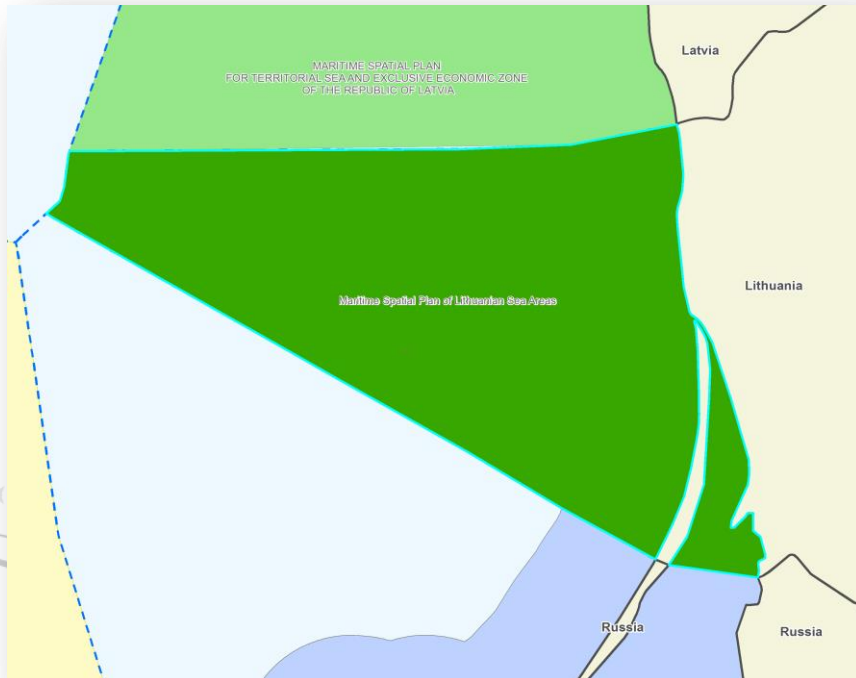 Latvia
MARITIME SPATIAL PLAN
FOR TERRITORIAL SEA AND EXCLUSIVE ECONOMIC ZONE
OF THE REPUBLIC OF LATVIA
Lithuania
Maritime Spatial Plan of Lithuanian Sea Areas
Russia
Russia